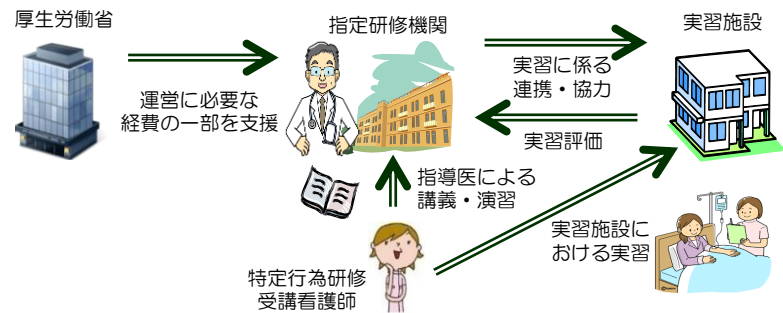 厚生労働省
指定研修機関
実習施設
運営に必要な
経費の一部を支援
実習に係る
連携・協力
実習評価
指導医による
講義・演習
実習施設に
おける実習
特定行為研修
受講看護師